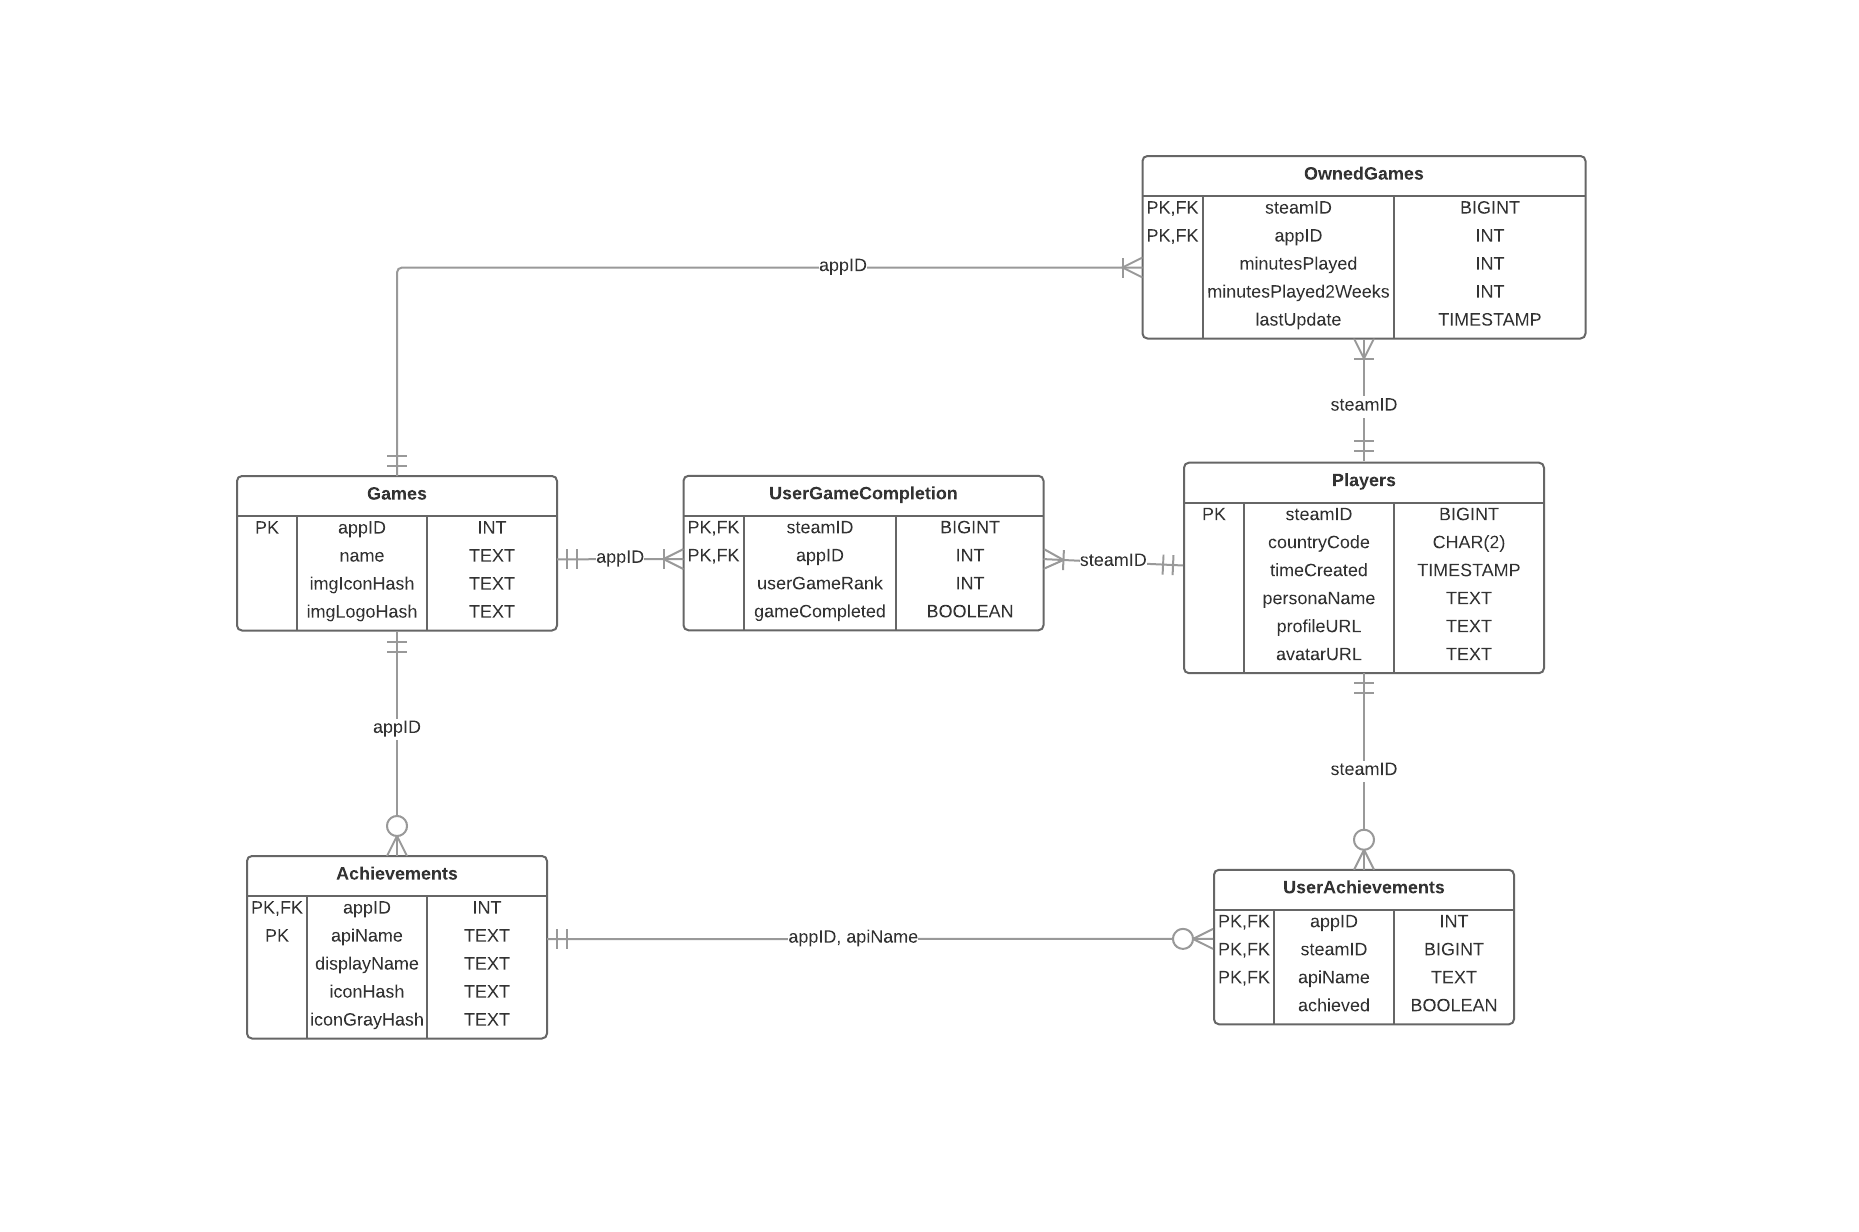 OwnedGames
PK,FK steamID BIGINT
PK,FK appID INT
minutesPlayed INT
minutesPlayed2Weeks INT
lastUpdate TIMESTAMP
appID
steamID
Games
PK appID INT
name TEXT
imgIconHash TEXT
imgLogoHash TEXT
appID
UserGameCompletion
PK,FK steamID BIGINT
PK,FK appID INT
userGameRank INT
gameCompleted BOOLEAN
steamID
Players
PK steamID BIGINT
countryCode CHAR(2)
timeCreated TIMESTAMP
personaName TEXT
profileURL TEXT
avatarURL TEXT
appID
steamID
Achievements
PK,FK appID INT
PK apiName TEXT
displayName TEXT
iconHash TEXT
iconGrayHash TEXT
appID, apiName
UserAchievements
PK,FK appID INT
PK,FK steamID BIGINT
PK,FK apiName TEXT
achieved BOOLEAN